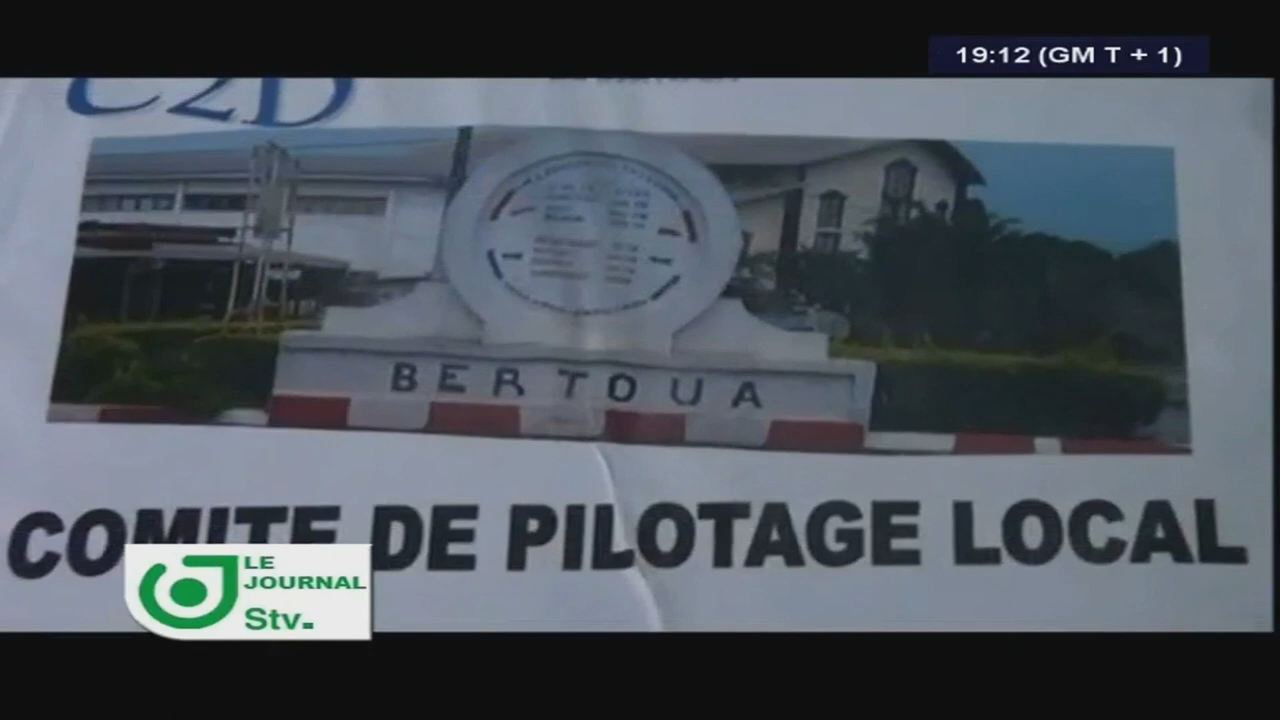 19:12 (GM T + 1)
C2D
BERTOUA
COMITE DE PILOTAGE LOCAL
LE
JOURNAL
Stv.